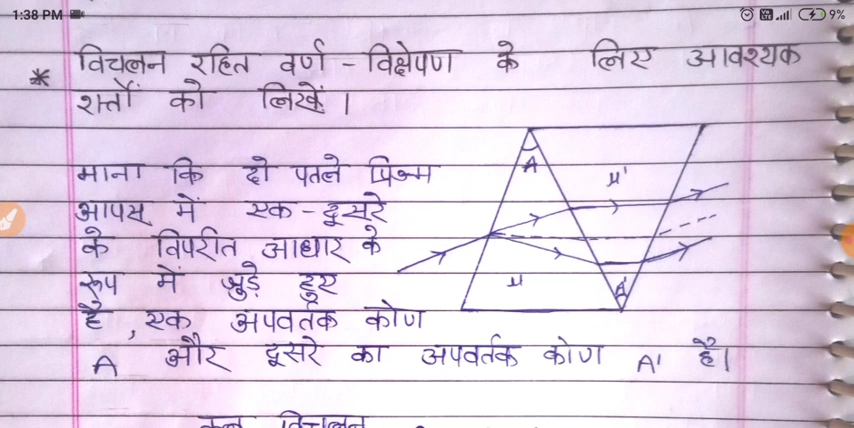 1:38 PM 9%
* विचलन रहित वर्ण - विक्षेपण के लिए आवश्यक
शर्तों को लिखें।
माना कि दो पतले प्रिज्म
आपस में एक - दूसरे
के विपरीत आधार के
रूप में जुड़े हुए
है, एक अपवर्तक कोण
A और दूसरे का अपवर्तक कोण A' है।
A
μ'
μ
A'